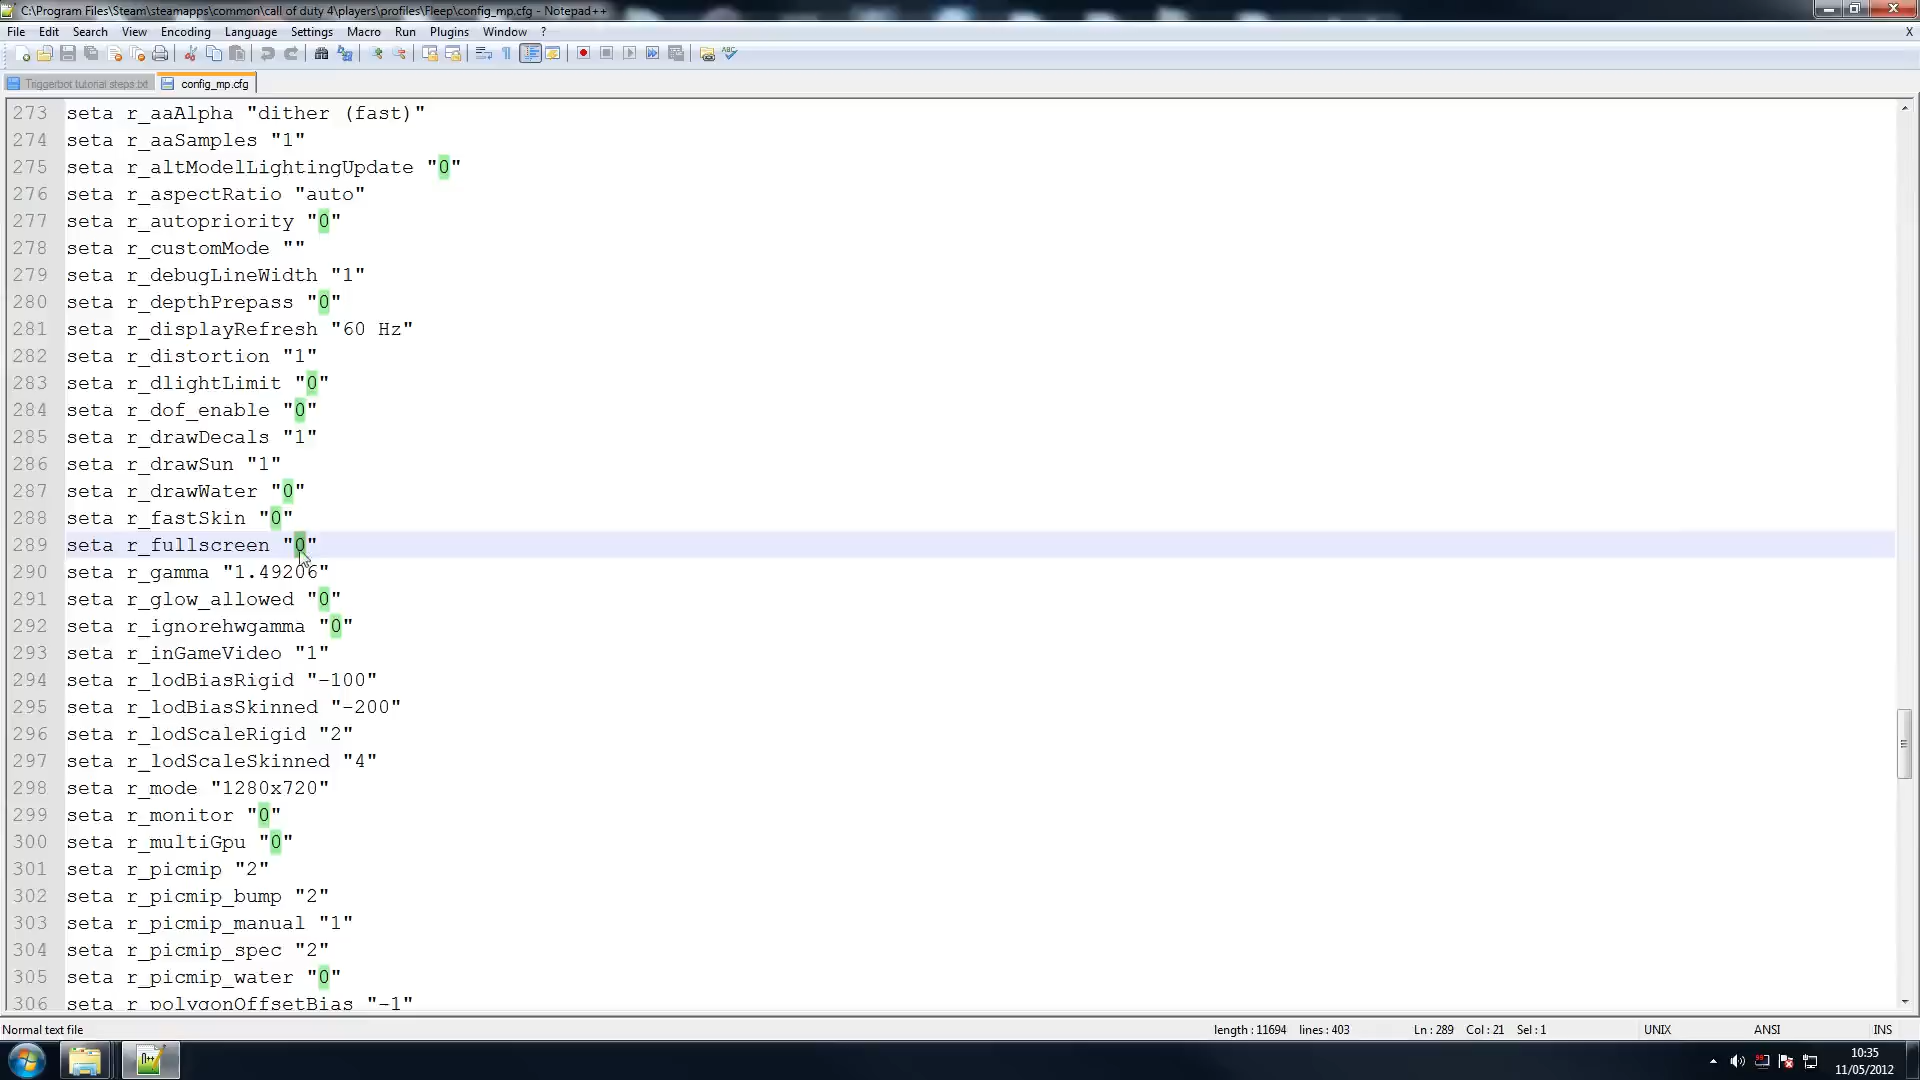 C:\Program Files\Steam\steamapps\common\call of duty 4\players\profiles\Fleep\config_mp.cfg - Notepad++
File Edit Search View Encoding Language Settings Macro Run Plugins Window ? X
Triggerbot tutorial steps.txt config_mp.cfg
273 seta r_aaAlpha "dither (fast)"
274 seta r_aaSamples "1"
275 seta r_altModelLightingUpdate "0"
276 seta r_aspectRatio "auto"
277 seta r_autopriority "0"
278 seta r_customMode ""
279 seta r_debugLineWidth "1"
280 seta r_depthPrepass "0"
281 seta r_displayRefresh "60 Hz"
282 seta r_distortion "1"
283 seta r_dlightLimit "0"
284 seta r_dof_enable "0"
285 seta r_drawDecals "1"
286 seta r_drawSun "1"
287 seta r_drawWater "0"
288 seta r_fastSkin "0"
289 seta r_fullscreen "0"
290 seta r_gamma "1.49206"
291 seta r_glow_allowed "0"
292 seta r_ignorehwgamma "0"
293 seta r_inGameVideo "1"
294 seta r_lodBiasRigid "-100"
295 seta r_lodBiasSkinned "-200"
296 seta r_lodScaleRigid "2"
297 seta r_lodScaleSkinned "4"
298 seta r_mode "1280x720"
299 seta r_monitor "0"
300 seta r_multiGpu "0"
301 seta r_picmip "2"
302 seta r_picmip_bump "2"
303 seta r_picmip_manual "1"
304 seta r_picmip_spec "2"
305 seta r_picmip_water "0"
306 seta r_polygonOffsetBias "-1"
Normal text file length : 11694 lines : 403 Ln : 289 Col : 21 Sel : 1 UNIX ANSI INS
10:35
11/05/2012